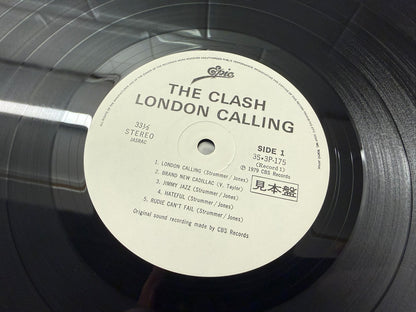 Epic
THE CLASH
LONDON CALLING
33⅓
STEREO
JASRAC
SIDE 1
35・3P-175
(Record 1)
℗ 1979 CBS Records
見本盤
1. LONDON CALLING (Strummer/Jones)
2. BRAND NEW CADILLAC (V. Taylor)
3. JIMMY JAZZ (Strummer/Jones)
4. HATEFUL (Strummer/Jones)
5. RUDIE CAN'T FAIL (Strummer/Jones)
Original sound recording made by CBS Records